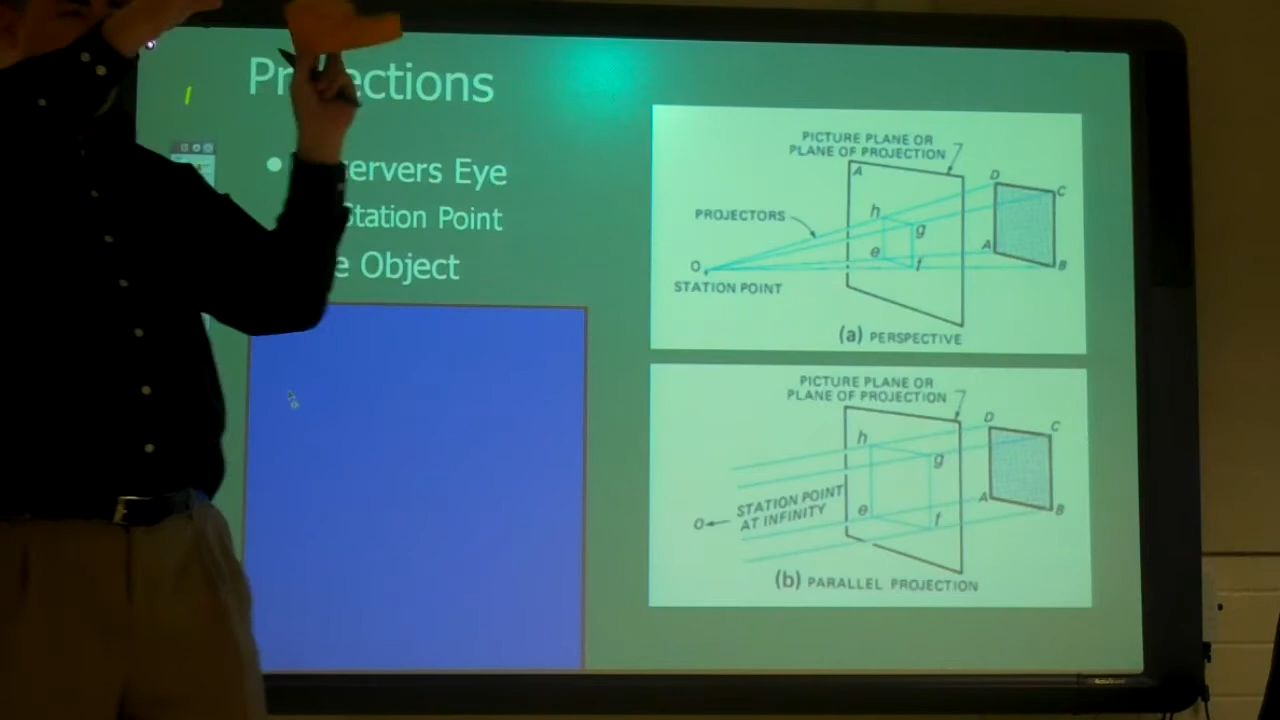 Pr ections
ervers Eye
Station Point
e Object
PICTURE PLANE OR
PLANE OF PROJECTION
A
D
C
PROJECTORS
h
g
e
f
A
B
O
STATION POINT
(a) PERSPECTIVE
PICTURE PLANE OR
PLANE OF PROJECTION
D
C
h
g
STATION POINT
O AT INFINITY
e
f
A
B
(b) PARALLEL PROJECTION